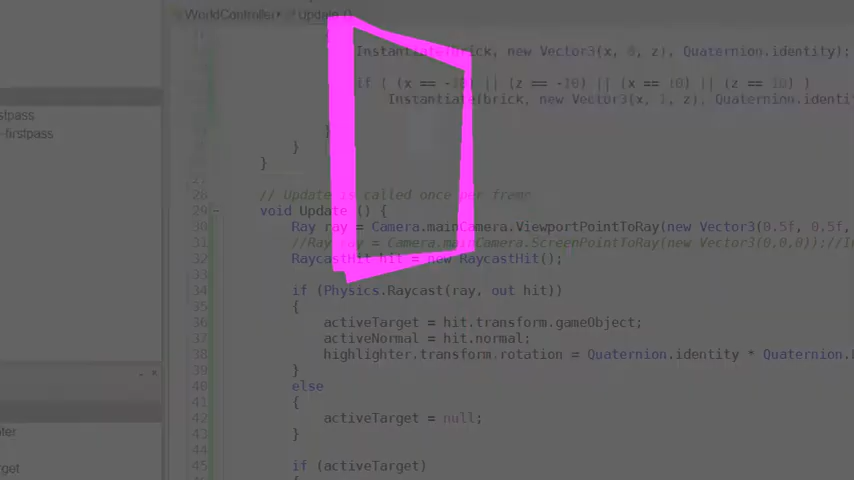 WorldController
Update ()
Instantiate(brick, new Vector3(x, 0, z), Quaternion.identity);
if ( (x == -10) || (z == -10) || (x == 10) || (z == 10) )
Instantiate(brick, new Vector3(x, 1, z), Quaternion.identi
stpass
-firstpass
}
}
}
27
28 // Update is called once per frame
29 void Update () {
30 Ray ray = Camera.mainCamera.ViewportPointToRay(new Vector3(0.5f, 0.5f,
31 //Ray ray = Camera.mainCamera.ScreenPointToRay(new Vector3(0,0,0));//I
32 RaycastHit hit = new RaycastHit();
33
34 if (Physics.Raycast(ray, out hit))
35 {
36 activeTarget = hit.transform.gameObject;
37 activeNormal = hit.normal;
38 highlighter.transform.rotation = Quaternion.identity * Quaternion.
39 }
40 else
41 {
42 activeTarget = null;
43 }
44
45 if (activeTarget)
46 {
ter
rget